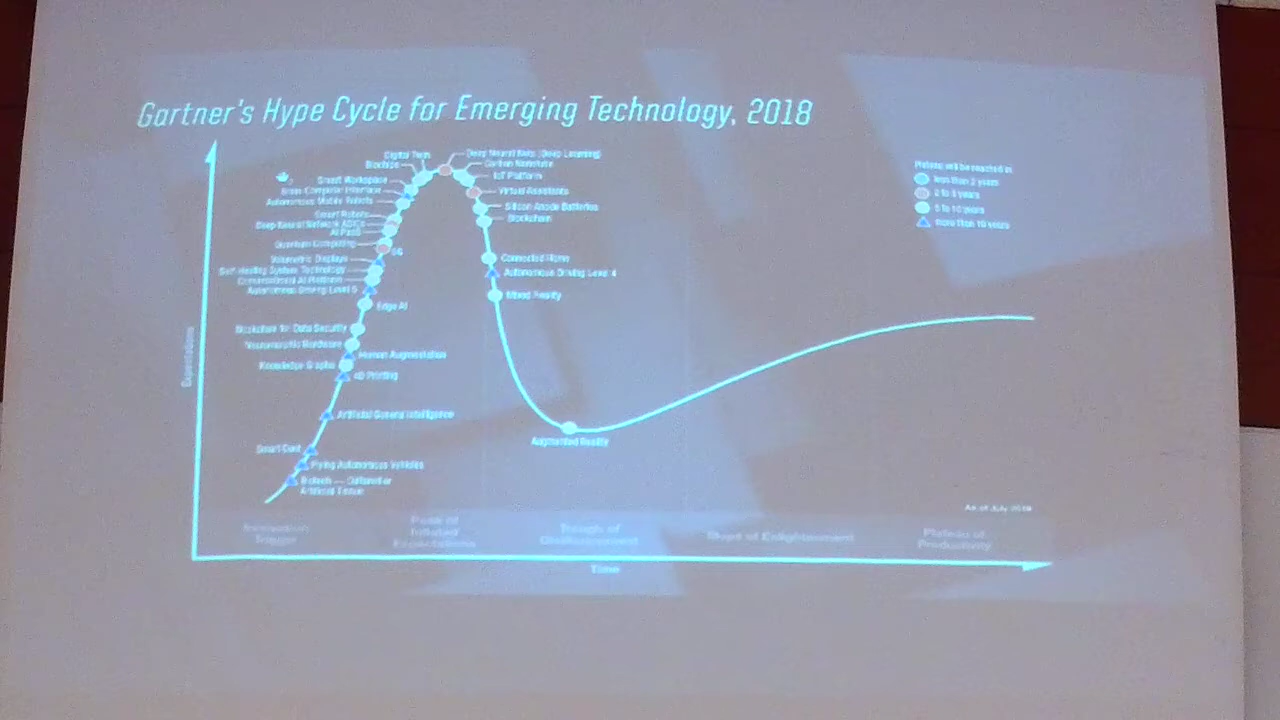 Gartner's Hype Cycle for Emerging Technology, 2018
Digital Twin
Biochips
Smart Workspace
Brain Computer Interface
Autonomous Mobile Robots
Smart Robots
Deep Neural Network ASICs
AI PaaS
Quantum Computing
5G
Volumetric Displays
Self-Healing System Technology
Conversational AI Platform
Autonomous Driving Level 5
Edge AI
Blockchain for Data Security
Neuromorphic Hardware
Human Augmentation
Knowledge Graphs
4D Printing
Artificial General Intelligence
Smart Dust
Flying Autonomous Vehicles
Biotech — Cultured or
Artificial Tissue
Deep Neural Nets (Deep Learning)
Carbon Nanotube
IoT Platform
Virtual Assistants
Silicon Anode Batteries
Blockchain
Connected Home
Autonomous Driving Level 4
Mixed Reality
Augmented Reality
Plateau will be reached in
less than 2 years
2 to 5 years
5 to 10 years
more than 10 years
As of July 2018
Expectations
Innovation
Trigger
Peak of
Inflated
Expectations
Trough of
Disillusionment
Slope of Enlightenment
Plateau of
Productivity
Time